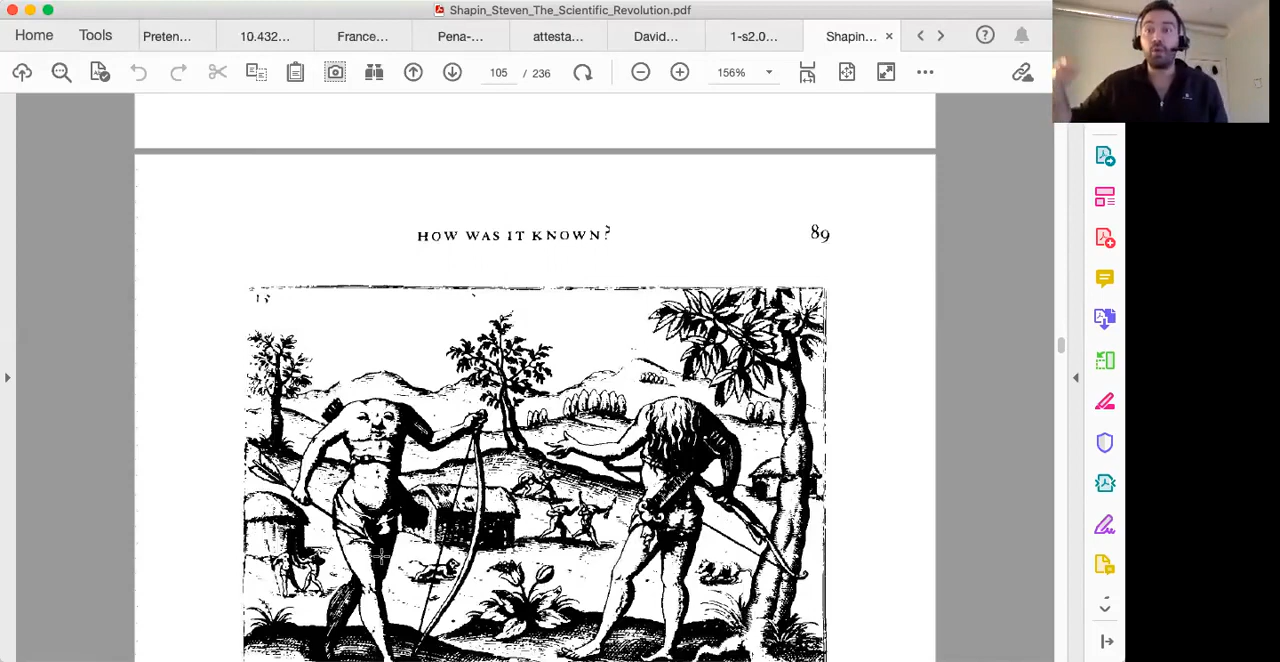 Shapin_Steven_The_Scientific_Revolution.pdf
Home Tools Preten... 10.432... France... Pena-... attesta... David... 1-s2.0... Shapin... ×
105 / 236 156%
HOW WAS IT KNOWN? 89